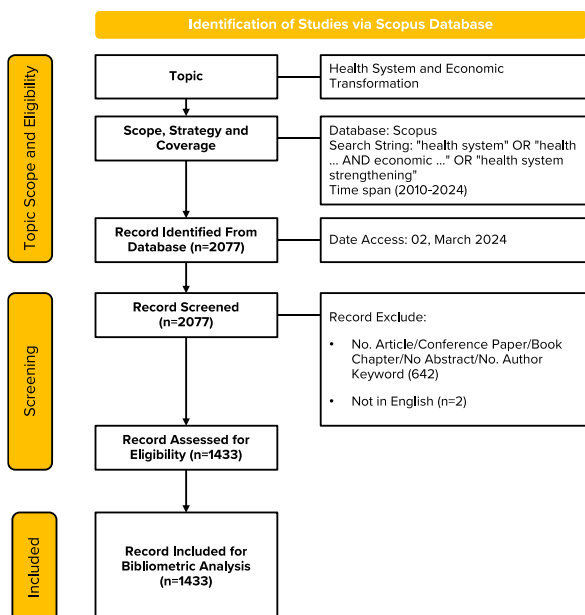 Identification of Studies via Scopus Database
Topic Scope and Eligibility
Topic
Health System and Economic
Transformation
Scope, Strategy and
Coverage
Database: Scopus
Search String: "health system" OR "health
... AND economic ..." OR "health system
strengthening"
Time span (2010-2024)
Record Identified From
Database (n=2077)
Date Access: 02, March 2024
Screening
Record Screened
(n=2077)
Record Exclude:
• No. Article/Conference Paper/Book
Chapter/No Abstract/No. Author
Keyword (642)
• Not in English (n=2)
Record Assessed for
Eligibility (n=1433)
Included
Record Included for
Bibliometric Analysis
(n=1433)